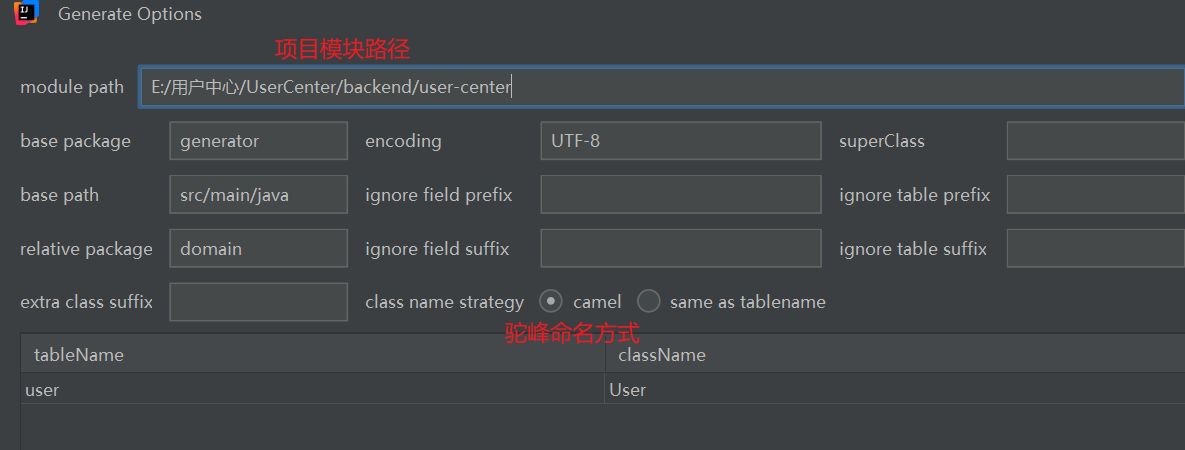 IJ
Generate Options
项目模块路径
module path E:/用户中心/UserCenter/backend/user-center
base package generator encoding UTF-8 superClass
base path src/main/java ignore field prefix ignore table prefix
relative package domain ignore field suffix ignore table suffix
extra class suffix class name strategy camel same as tablename
驼峰命名方式
tableName className
user User